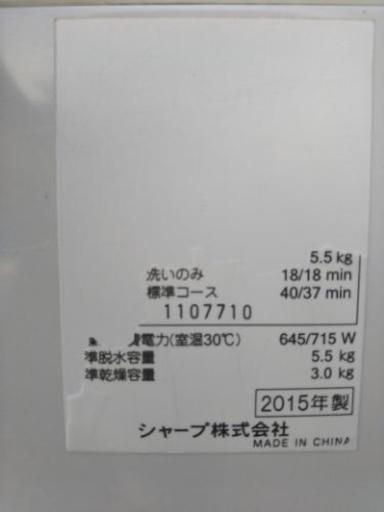 5.5 kg
洗いのみ 18/18 min
標準コース 40/37 min
1107710
電力(室温30℃) 645/715 W
準脱水容量 5.5 kg
準乾燥容量 3.0 kg
2015年製
シャープ株式会社
MADE IN CHINA